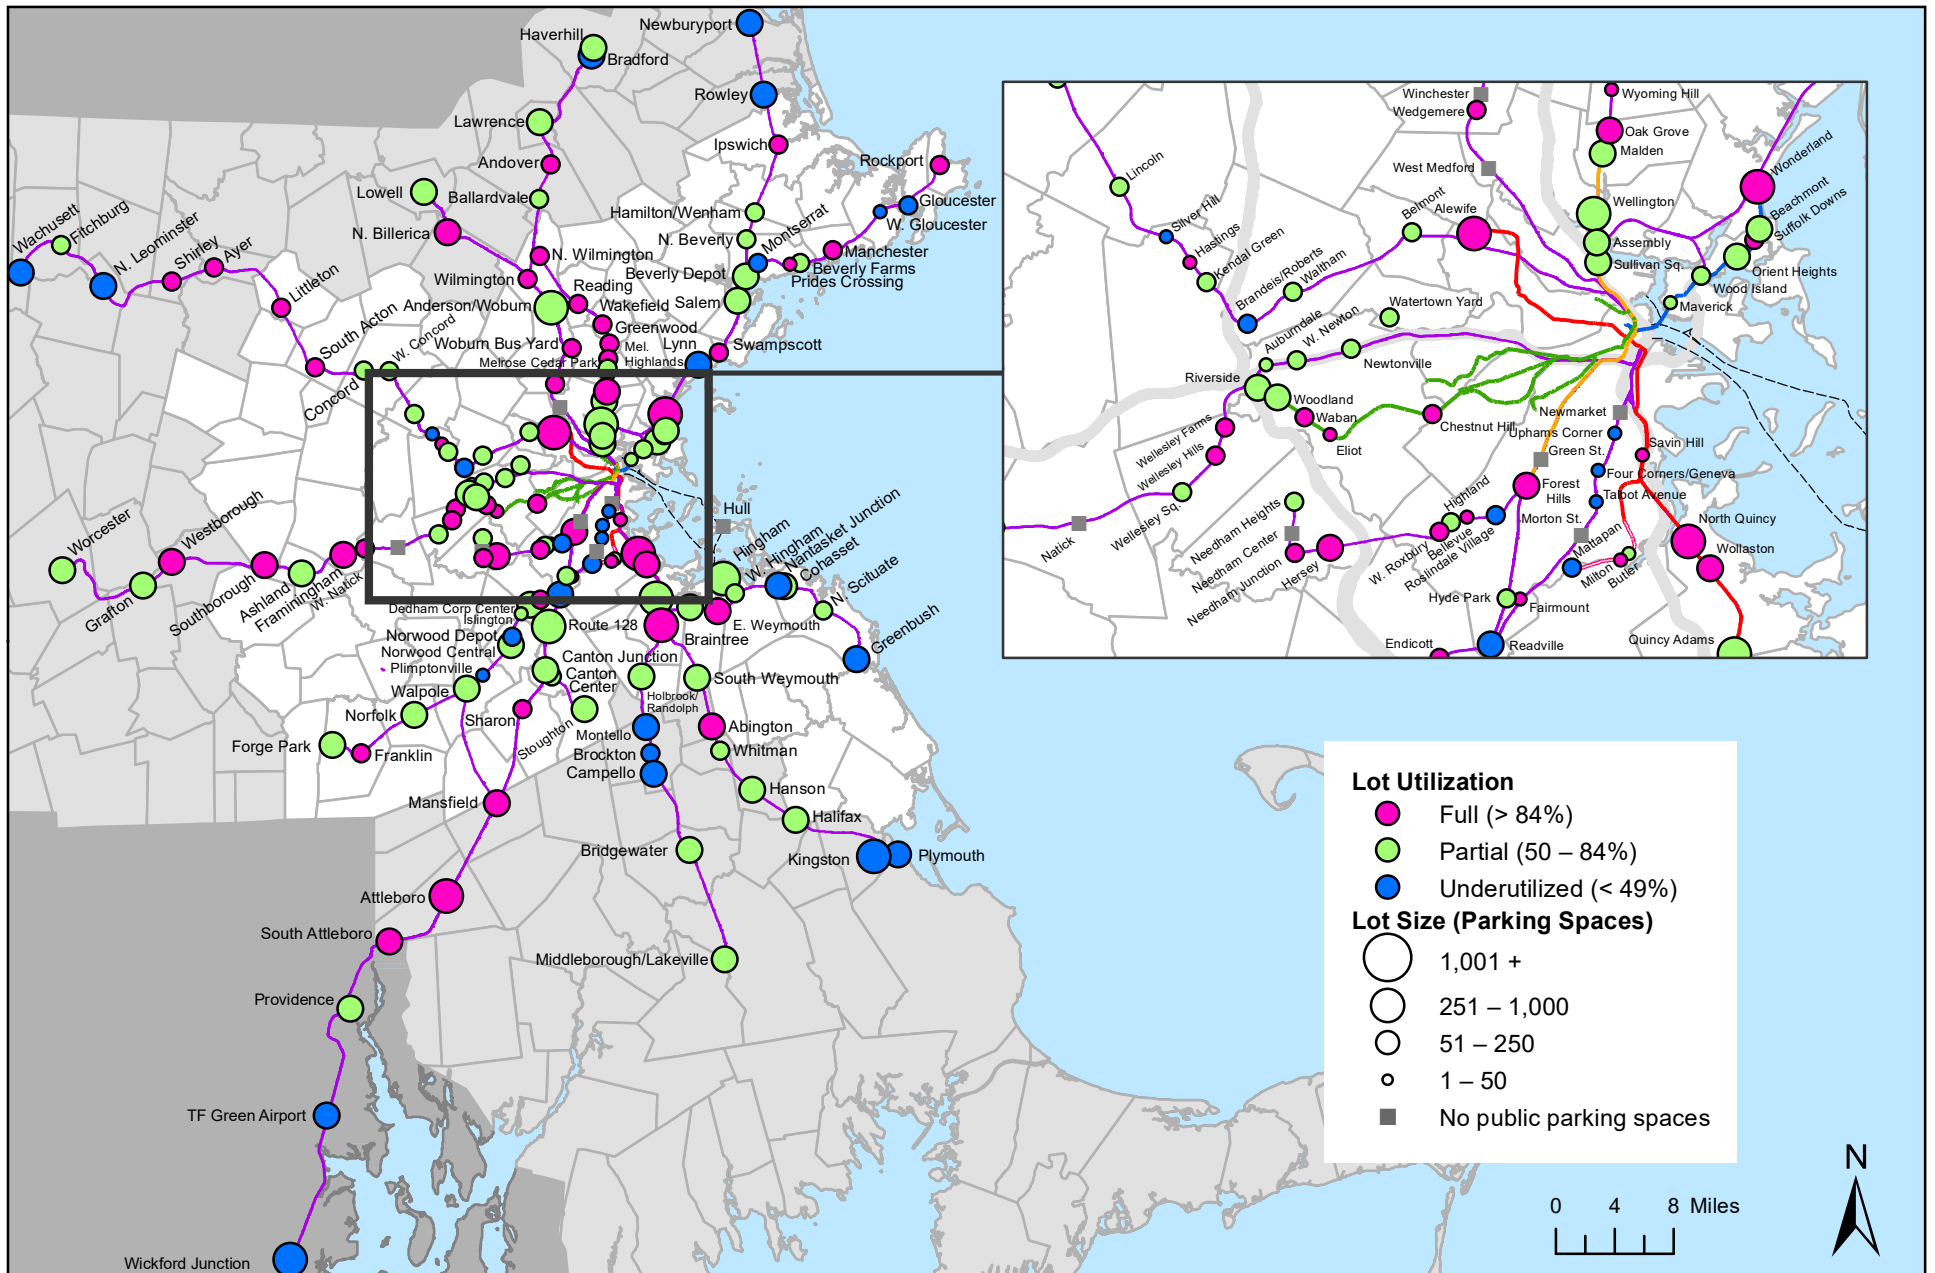 Newburyport
Haverhill
Bradford
Rowley
Lawrence
Ipswich
Andover
Rockport
Lowell
Ballardvale
Gloucester
W. Gloucester
Hamilton/Wenham
Wachusett
Fitchburg
N. Leominster
Shirley
Ayer
N. Billerica
N. Beverly
Montserrat
Manchester
N. Wilmington
Beverly Farms
Prides Crossing
Beverly Depot
Wilmington
Littleton
Reading
Wakefield
Salem
Anderson/Woburn
Greenwood
South Acton
W. Concord
Woburn Bus Yard
Mel.
Lynn
Swampscott
Melrose Cedar Park
Highlands
Concord
Worcester
Westborough
Hull
Hingham
W. Hingham
Nantasket Junction
Cohasset
N. Scituate
Greenbush
Grafton
Southborough
Ashland
Framingham
W. Natick
Dedham Corp Center
Islington
Route 128
E. Weymouth
Norwood Depot
Braintree
Norwood Central
Canton Junction
Plimptonville
Canton
Center
South Weymouth
Walpole
Holbrook/
Randolph
Norfolk
Sharon
Stoughton
Abington
Montello
Forge Park
Franklin
Brockton
Whitman
Campello
Hanson
Mansfield
Halifax
Bridgewater
Kingston
Plymouth
Attleboro
South Attleboro
Middleborough/Lakeville
Providence
TF Green Airport
Wickford Junction
Winchester
Wedgemere
Wyoming Hill
Oak Grove
Malden
West Medford
Wonderland
Lincoln
Silver Hill
Hastings
Kendal Green
Belmont
Alewife
Wellington
Beachmont
Suffolk Downs
Assembly
Sullivan Sq.
Orient Heights
Wood Island
Maverick
Brandeis/Roberts
Waltham
Watertown Yard
Auburndale
W. Newton
Newtonville
Riverside
Woodland
Waban
Eliot
Chestnut Hill
Newmarket
Uphams Corner
Savin Hill
Green St.
Wellesley Farms
Wellesley Hills
Four Corners/Geneva
Forest
Hills
Talbot Avenue
Natick
Wellesley Sq.
Needham Heights
Needham Center
Needham Junction
Hersey
Highland
W. Roxbury
Bellevue
Roslindale Village
Morton St.
North Quincy
Wollaston
Mattapan
Milton
Butler
Hyde Park
Fairmount
Endicott
Readville
Quincy Adams
Lot Utilization
Full (> 84%)
Partial (50 – 84%)
Underutilized (< 49%)
Lot Size (Parking Spaces)
1,001 +
251 – 1,000
51 – 250
1 – 50
No public parking spaces
N
0 4 8 Miles